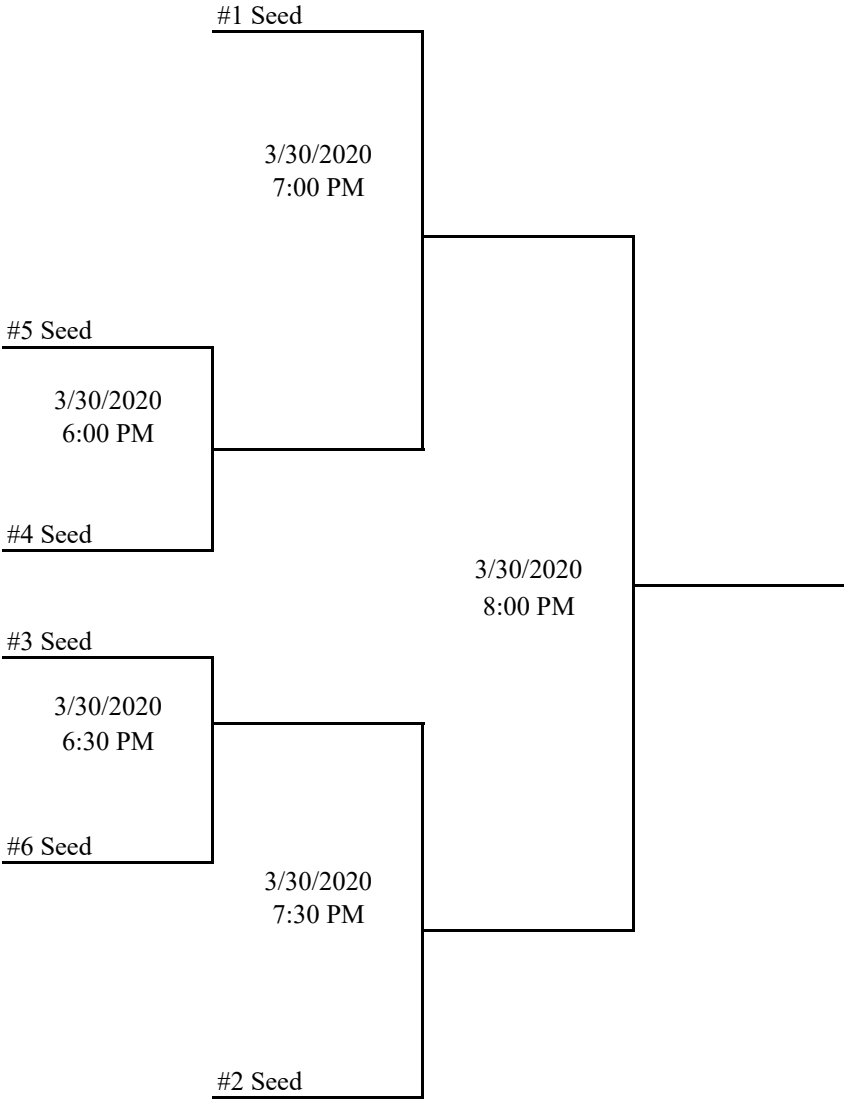 #1 Seed
3/30/2020
7:00 PM
#5 Seed
3/30/2020
6:00 PM
#4 Seed
3/30/2020
8:00 PM
#3 Seed
3/30/2020
6:30 PM
#6 Seed
3/30/2020
7:30 PM
#2 Seed